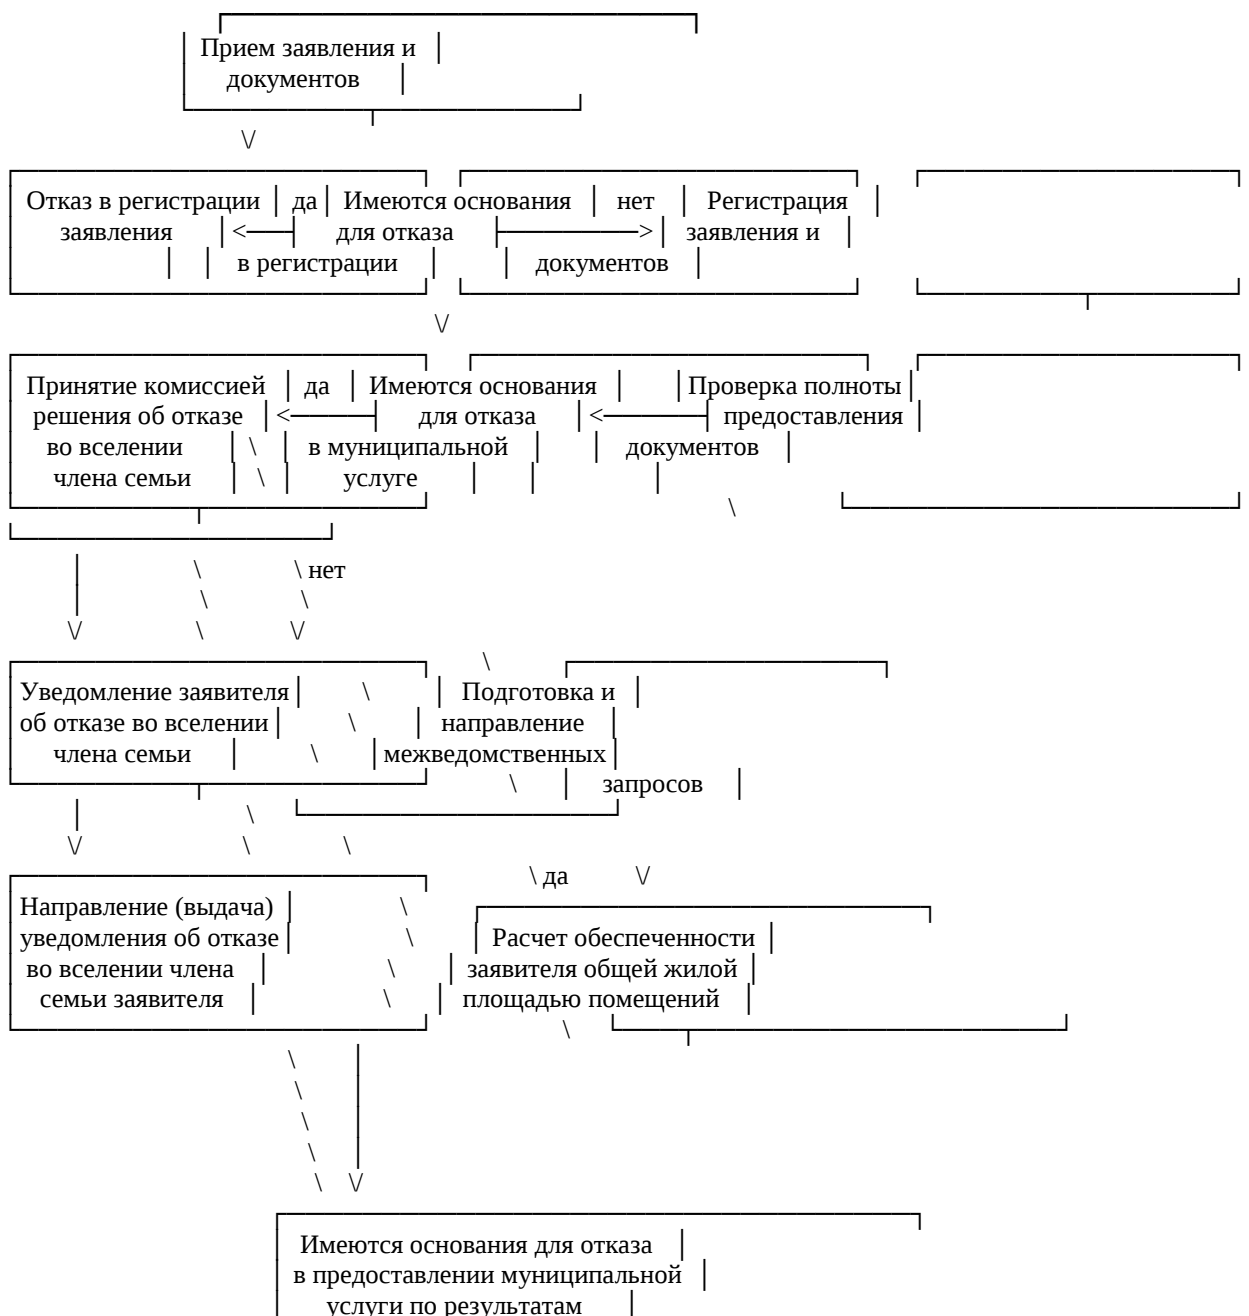 Прием заявления и
документов
Отказ в регистрации да Имеются основания нет Регистрация
заявления для отказа заявления и
в регистрации документов
Принятие комиссией да Имеются основания Проверка полноты
решения об отказе для отказа предоставления
во вселении в муниципальной документов
члена семьи услуге
нет
Уведомление заявителя Подготовка и
об отказе во вселении направление
члена семьи межведомственных
запросов
да
Направление (выдача)
уведомления об отказе Расчет обеспеченности
во вселении члена заявителя общей жилой
семьи заявителя площадью помещений
Имеются основания для отказа
в предоставлении муниципальной
услуги по результатам